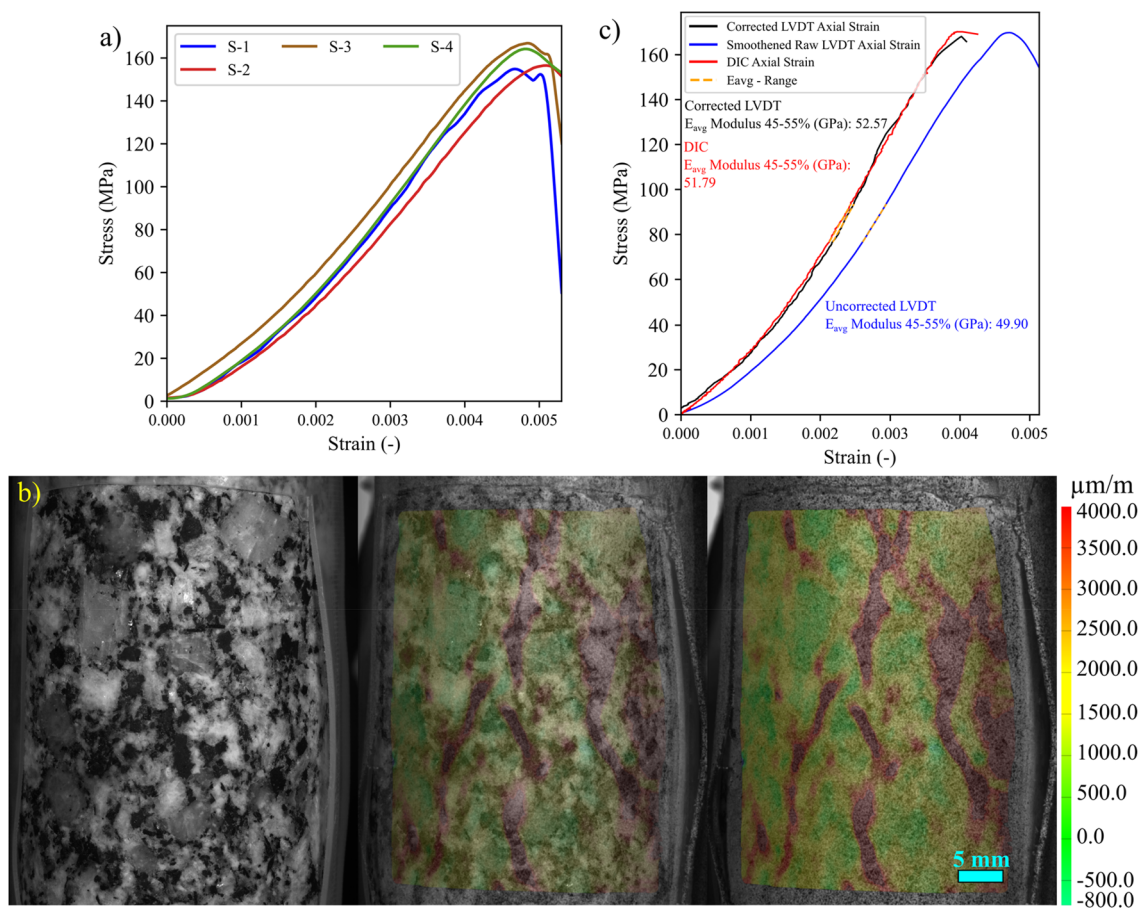 a)
S-1
S-3
S-4
S-2
160
140
120
100
80
60
40
20
0
Stress (MPa)
0.000
0.001
0.002
0.003
0.004
0.005
Strain (-)
c)
Corrected LVDT Axial Strain
Smoothened Raw LVDT Axial Strain
DIC Axial Strain
Eavg - Range
Corrected LVDT
Eavg Modulus 45-55% (GPa): 52.57
DIC
Eavg Modulus 45-55% (GPa):
51.79
Uncorrected LVDT
Eavg Modulus 45-55% (GPa): 49.90
160
140
120
100
80
60
40
20
0
Stress (MPa)
0.000
0.001
0.002
0.003
0.004
0.005
Strain (-)
b)
µm/m
4000.0
3500.0
3000.0
2500.0
2000.0
1500.0
1000.0
500.0
0.0
-500.0
-800.0
5 mm